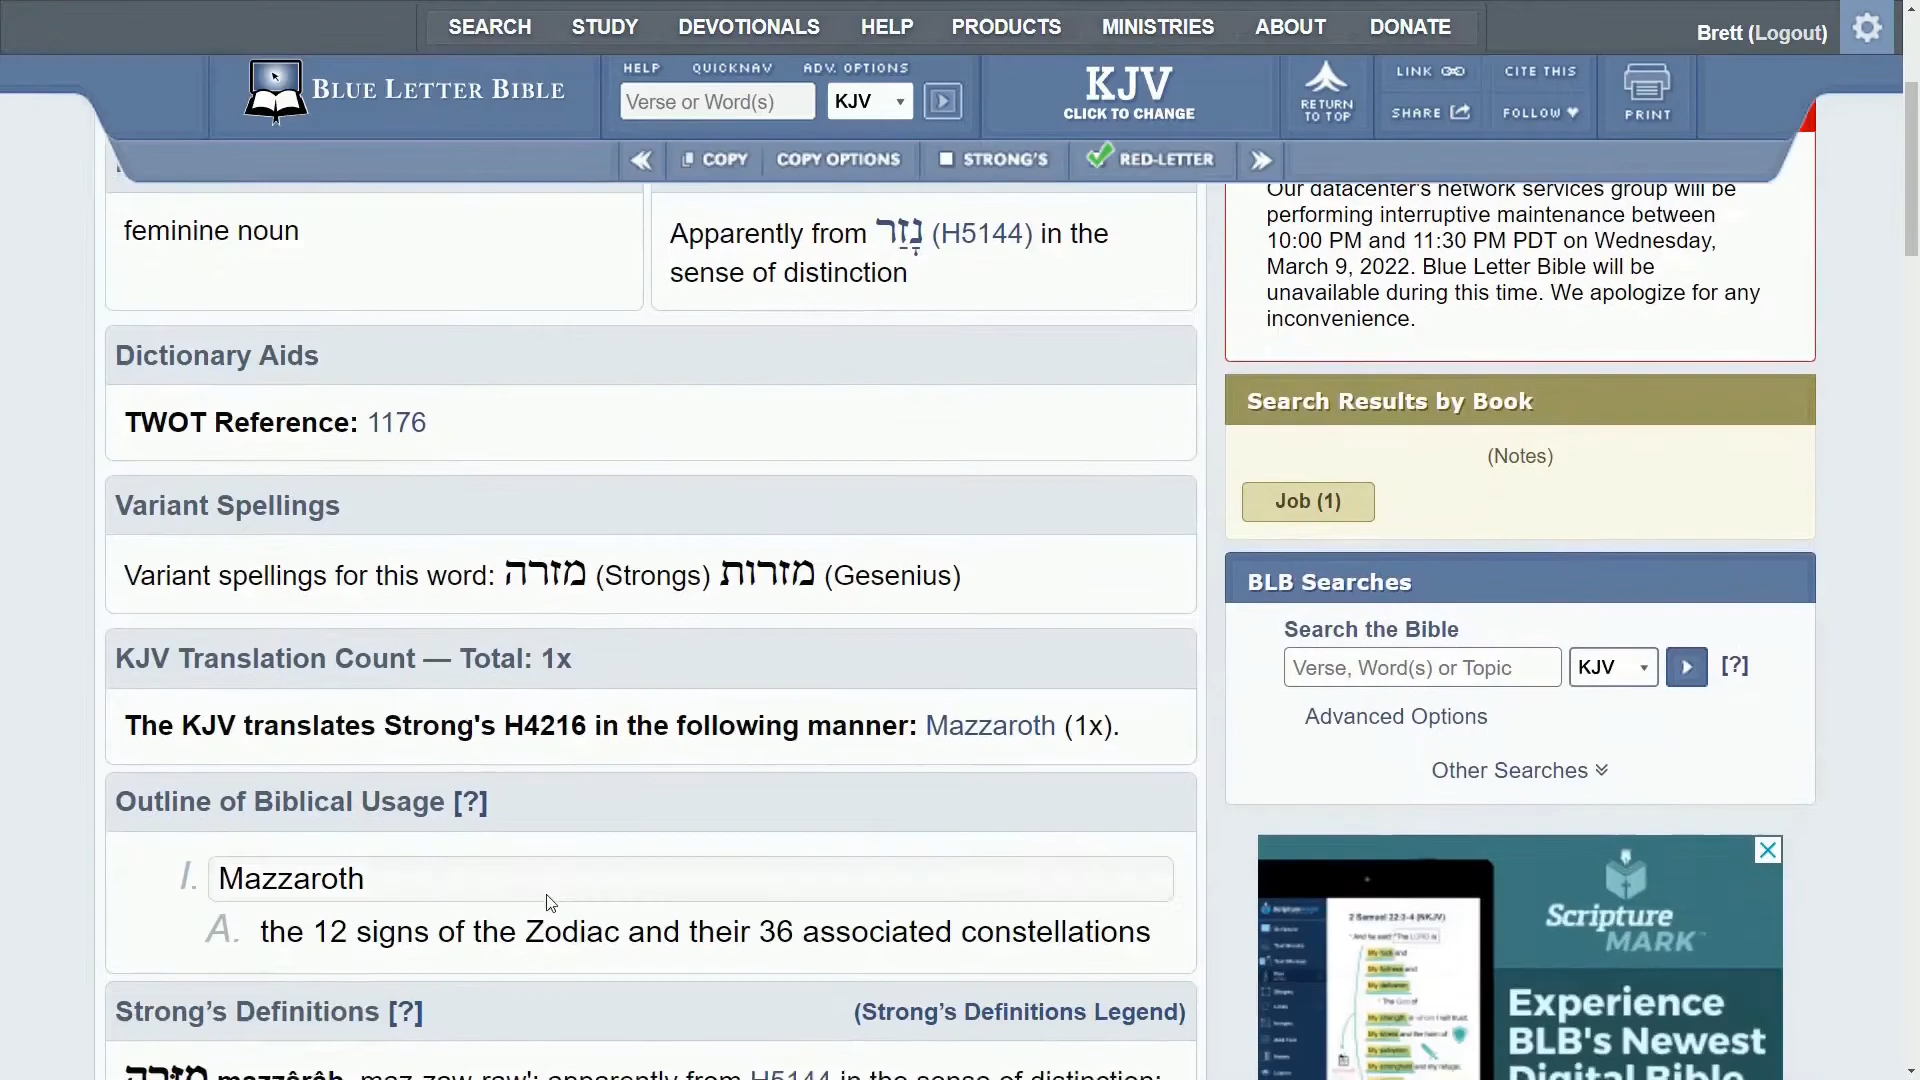 SEARCH STUDY DEVOTIONALS HELP PRODUCTS MINISTRIES ABOUT DONATE
Brett (Logout)
BLUE LETTER BIBLE
HELP QUICKNAV ADV. OPTIONS
Verse or Word(s) KJV
KJV
CLICK TO CHANGE
RETURN
TO TOP
LINK CITE THIS
SHARE FOLLOW
PRINT
COPY COPY OPTIONS STRONG'S RED-LETTER
feminine noun
Apparently from נָזַר (H5144) in the
sense of distinction
Dictionary Aids
TWOT Reference: 1176
Variant Spellings
Variant spellings for this word: מזרה (Strongs) מזרות (Gesenius)
KJV Translation Count — Total: 1x
The KJV translates Strong's H4216 in the following manner: Mazzaroth (1x).
Outline of Biblical Usage [?]
I. Mazzaroth
A. the 12 signs of the Zodiac and their 36 associated constellations
Strong’s Definitions [?] (Strong’s Definitions Legend)
Our datacenter's network services group will be
performing interruptive maintenance between
10:00 PM and 11:30 PM PDT on Wednesday,
March 9, 2022. Blue Letter Bible will be
unavailable during this time. We apologize for any
inconvenience.
Search Results by Book
(Notes)
Job (1)
BLB Searches
Search the Bible
Verse, Word(s) or Topic KJV [?]
Advanced Options
Other Searches
2 Samuel 22:3-4 (NKJV)
Scripture
MARK
Experience
BLB's Newest
Digital Bible